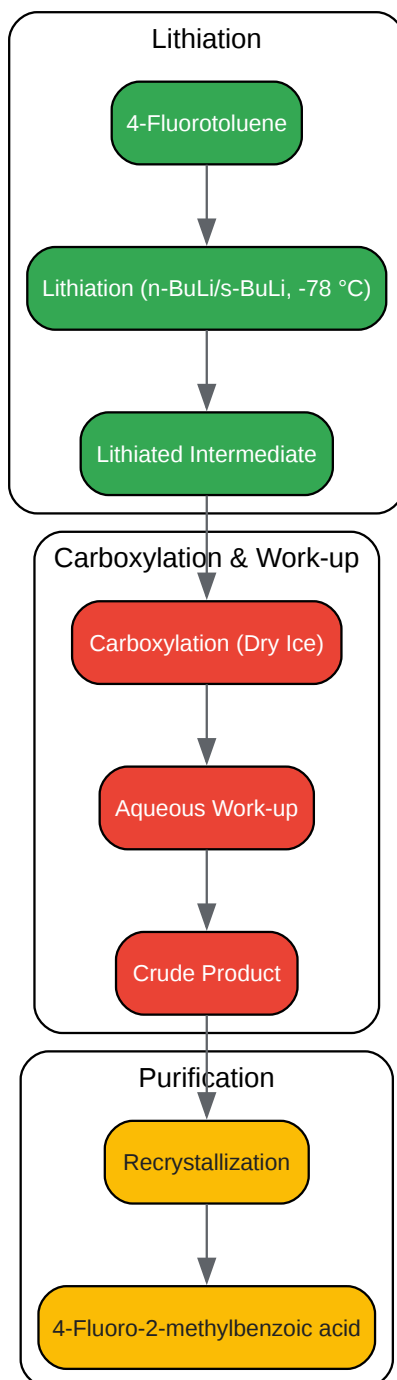 Lithiation
4-Fluorotoluene
Lithiation (n-BuLi/s-BuLi, -78 °C)
Lithiated Intermediate
Carboxylation & Work-up
Carboxylation (Dry Ice)
Aqueous Work-up
Crude Product
Purification
Recrystallization
4-Fluoro-2-methylbenzoic acid